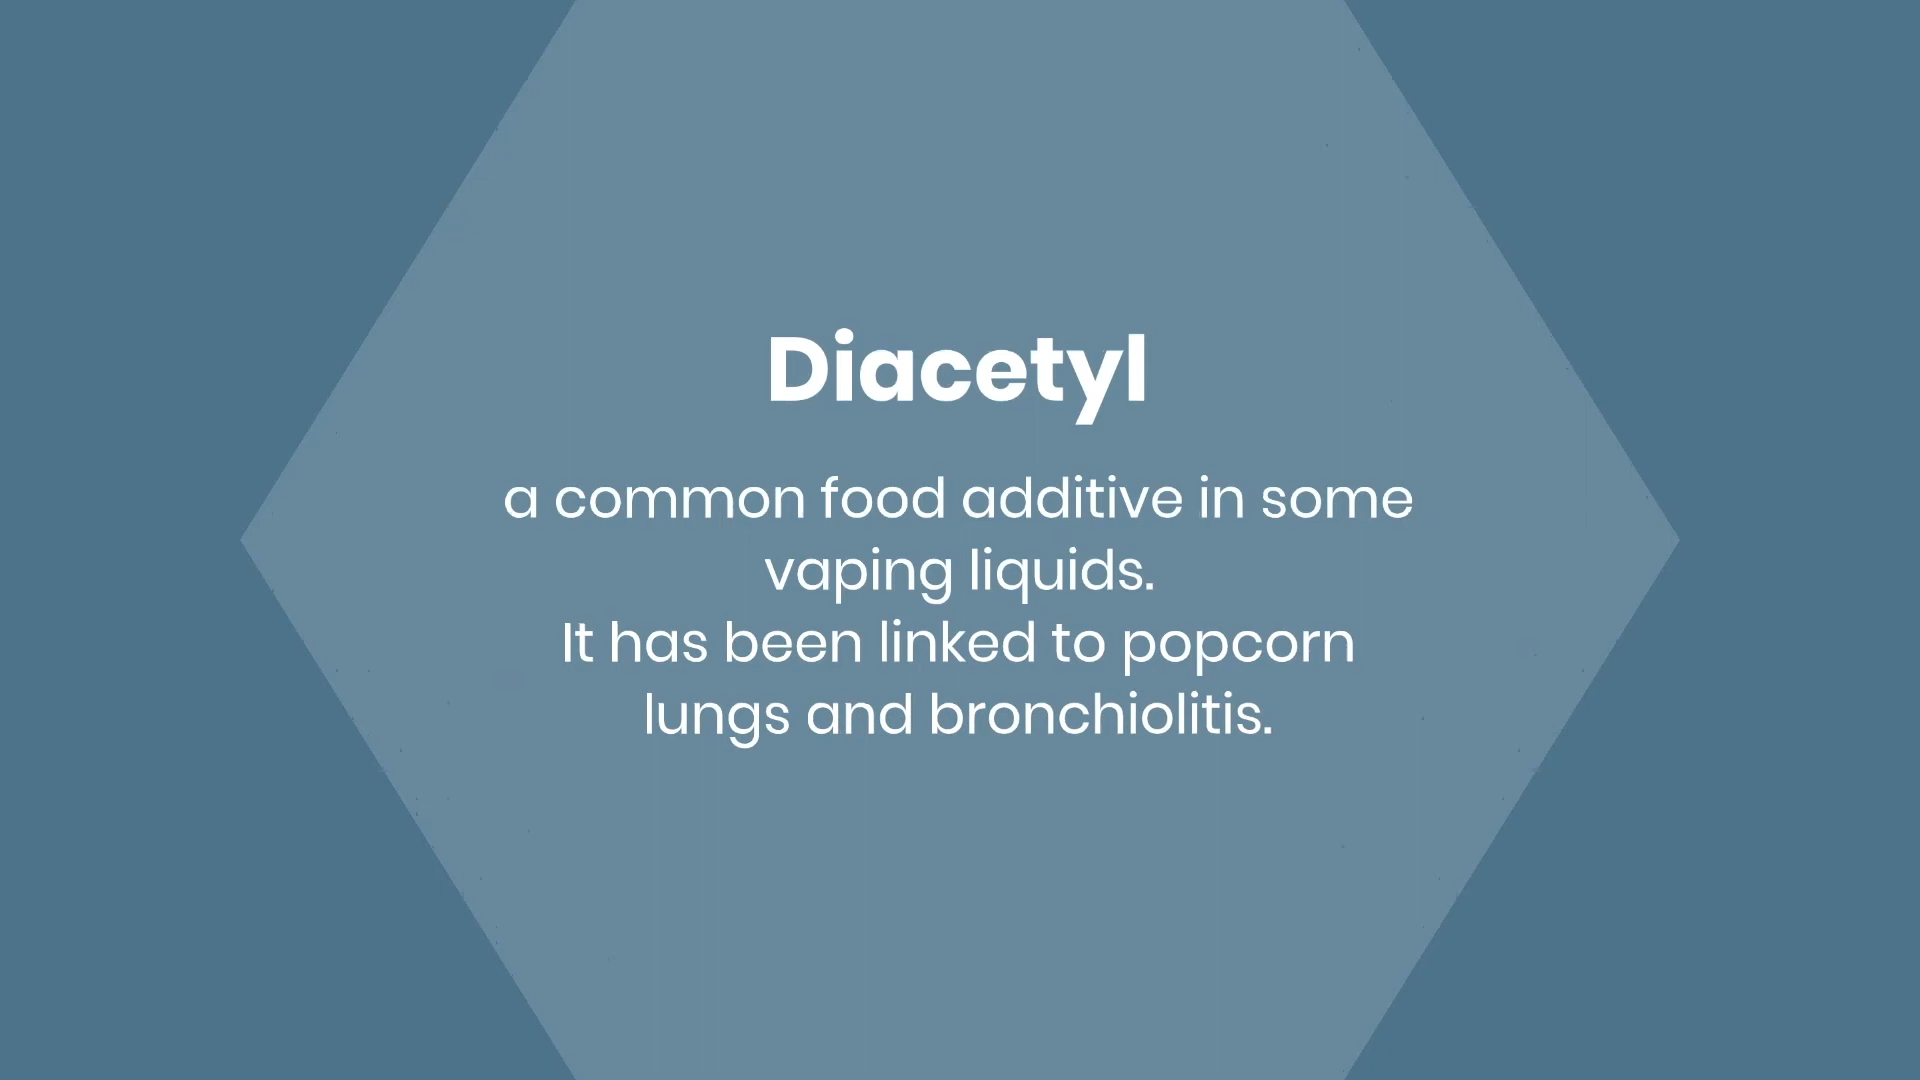 Diacetyl
a common food additive in some
vaping liquids.
It has been linked to popcorn
lungs and bronchiolitis.